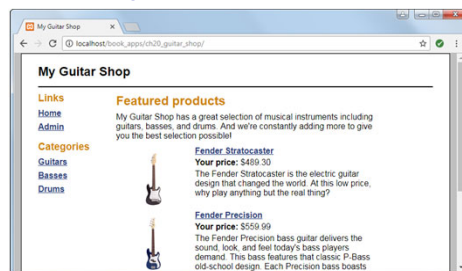 My Guitar Shop
localhost/book_apps/ch20_guitar_shop/
My Guitar Shop
Links
Home
Admin
Categories
Guitars
Basses
Drums
Featured products
My Guitar Shop has a great selection of musical instruments including
guitars, basses, and drums. And we're constantly adding more to give
you the best selection possible!
Fender Stratocaster
Your price: $489.30
The Fender Stratocaster is the electric guitar
design that changed the world. At this low price,
why play anything but the real thing?
Fender Precision
Your price: $559.99
The Fender Precision bass guitar delivers the
sound, look, and feel today's bass players
demand. This bass features that classic P-Bass
old-school design. Each Precision bass boasts